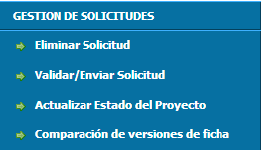 GESTION DE SOLICITUDES
Eliminar Solicitud
Validar/Enviar Solicitud
Actualizar Estado del Proyecto
Comparación de versiones de ficha